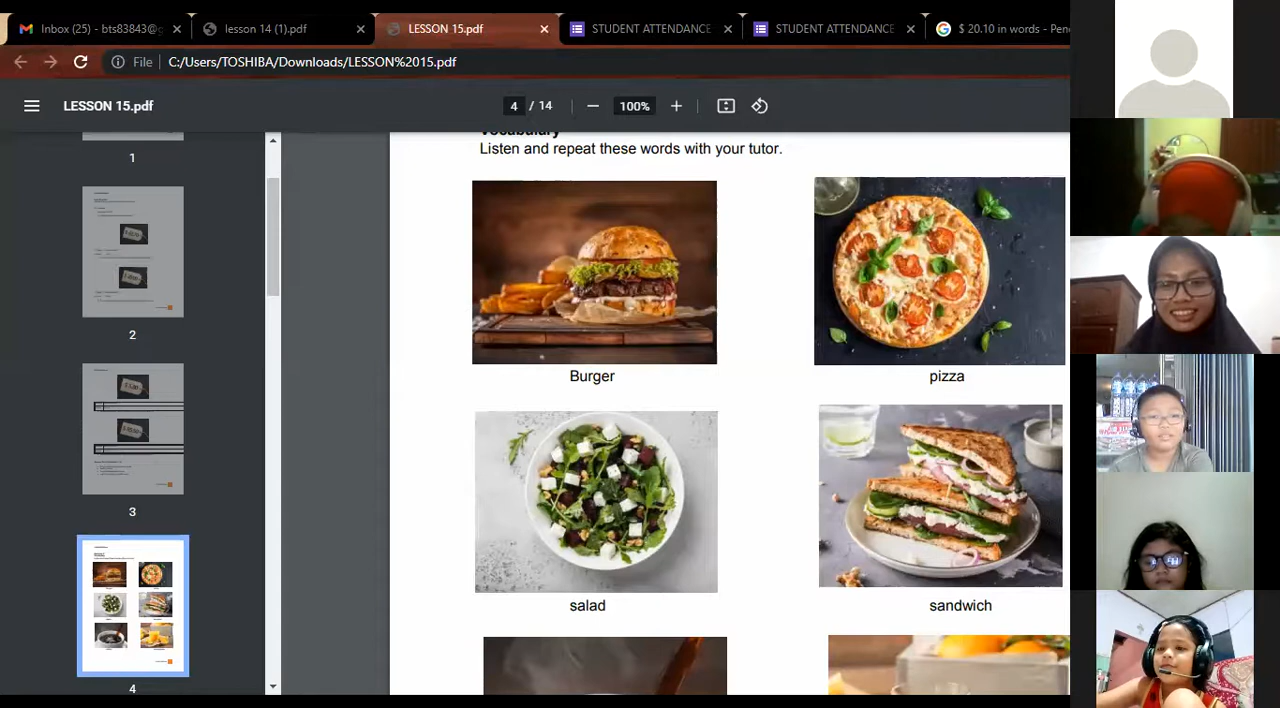 Inbox (25) - bts83843@g
lesson 14 (1).pdf
LESSON 15.pdf
STUDENT ATTENDANCE
STUDENT ATTENDANCE
$ 20.10 in words - Pen
File
C:/Users/TOSHIBA/Downloads/LESSON%2015.pdf
LESSON 15.pdf
4 / 14
100%
1
2
3
4
Vocabulary
Listen and repeat these words with your tutor.
Burger
pizza
salad
sandwich